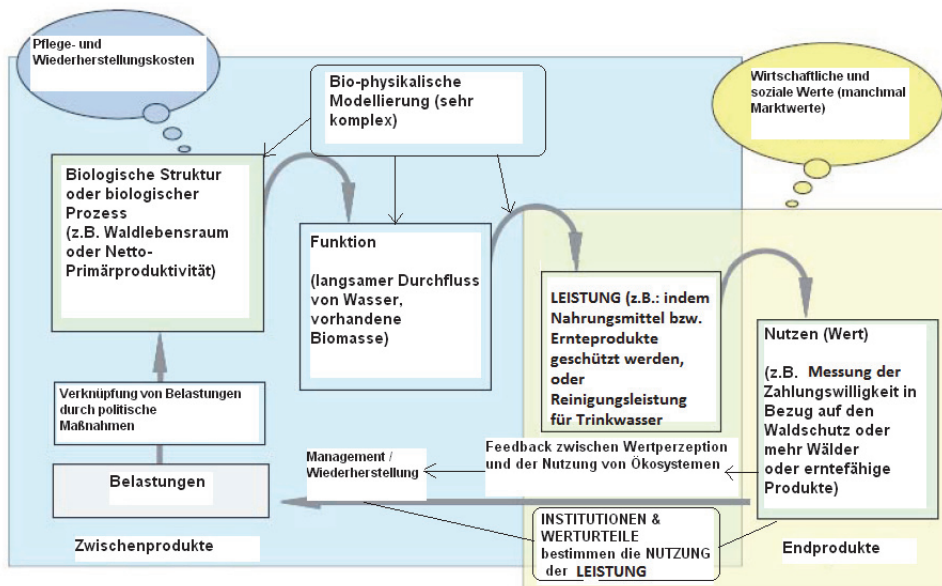 Pflege- und
Wiederherstellungskosten
Bio-physikalische
Modellierung (sehr
komplex)
Wirtschaftliche und
soziale Werte (manchmal
Marktwerte)
Biologische Struktur
oder biologischer
Prozess
(z.B. Waldlebensraum
oder Netto-
Primärproduktivität)
Funktion
(langsamer Durchfluss
von Wasser,
vorhandene
Biomasse)
LEISTUNG (z.B.: indem
Nahrungsmittel bzw.
Ernteprodukte
geschützt werden,
oder
Reinigungsleistung
für Trinkwasser
Nutzen (Wert)
(z.B. Messung der
Zahlungswilligkeit in
Bezug auf den
Waldschutz oder
mehr Wälder
oder erntefähige
Produkte)
Verknüpfung von Belastungen
durch politische
Maßnahmen
Belastungen
Management /
Wiederherstellung
Feedback zwischen Wertperzeption
und der Nutzung von Ökosystemen
INSTITUTIONEN &
WERTURTEILE
bestimmen die NUTZUNG
der LEISTUNG
Zwischenprodukte
Endprodukte